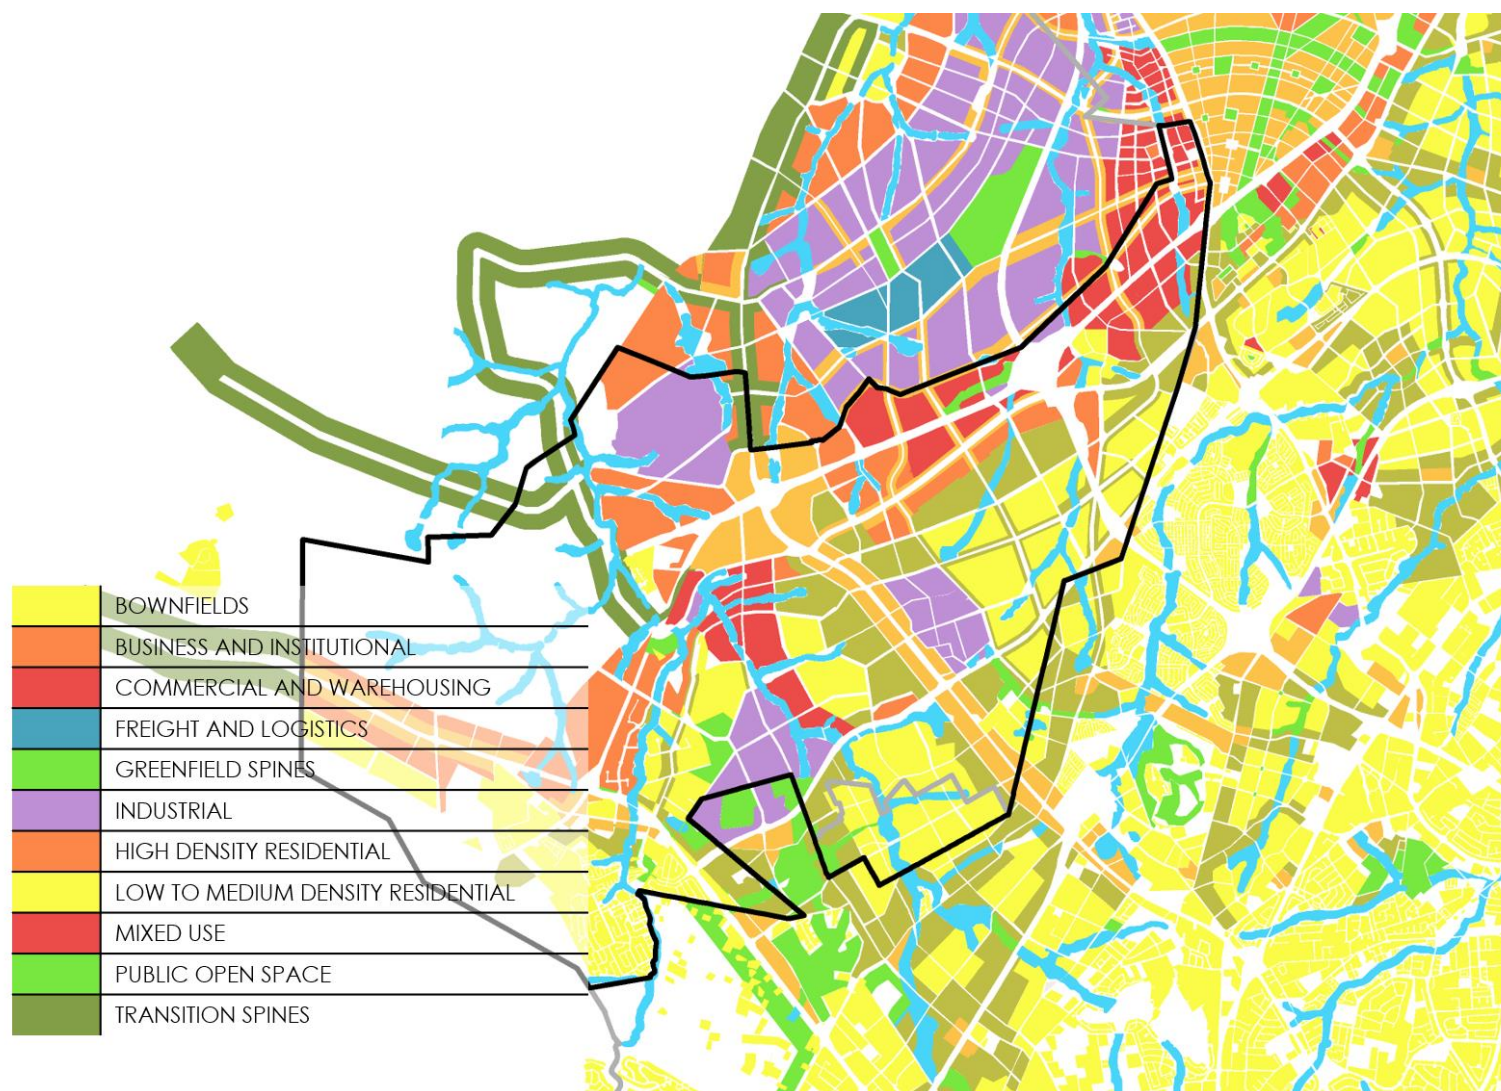 BOWNFIELDS
BUSINESS AND INSTITUTIONAL
COMMERCIAL AND WAREHOUSING
FREIGHT AND LOGISTICS
GREENFIELD SPINES
INDUSTRIAL
HIGH DENSITY RESIDENTIAL
LOW TO MEDIUM DENSITY RESIDENTIAL
MIXED USE
PUBLIC OPEN SPACE
TRANSITION SPINES